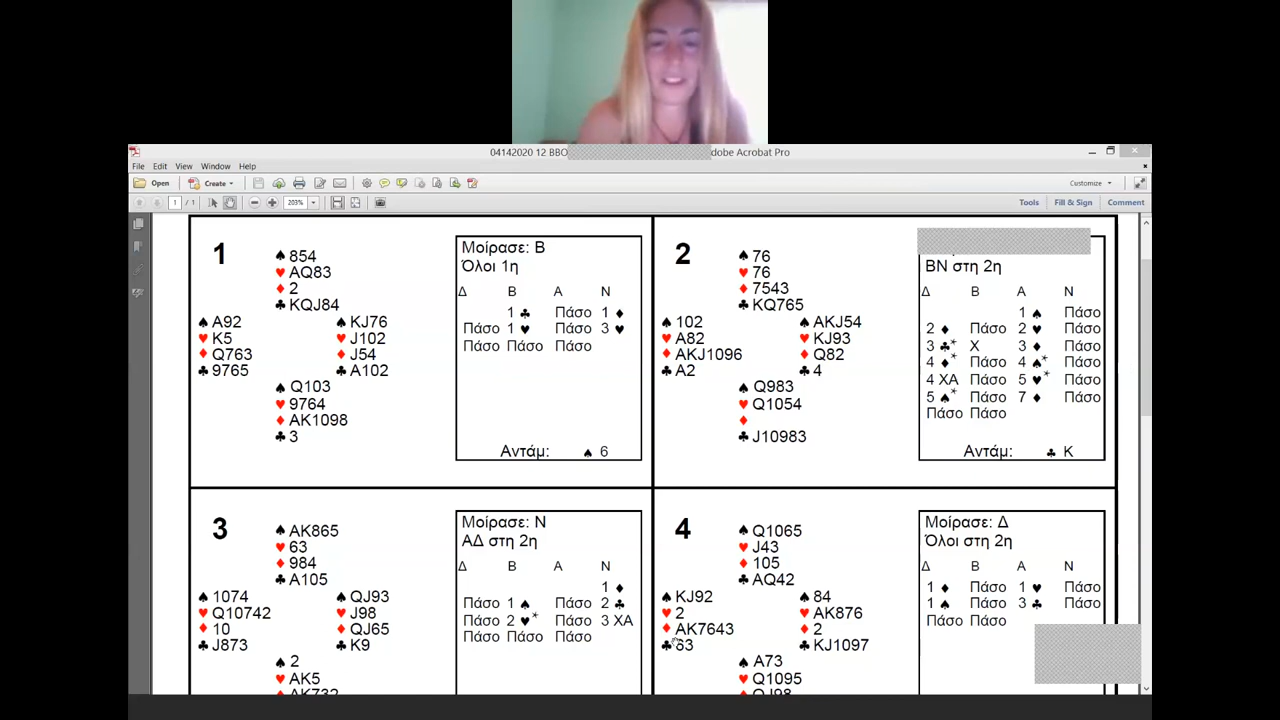 04142020 12 BBO
dobe Acrobat Pro
File Edit View Window Help
Open Create
Customize
1 / 1 203% Tools Fill & Sign Comment
1
♠ 854
♥ AQ83
♦ 2
♣ KQJ84
♠ A92
♥ K5
♦ Q763
♣ 9765
♠ KJ76
♥ J102
♦ J54
♣ A102
♠ Q103
♥ 9764
♦ AK1098
♣ 3
Μοίρασε: Β
Όλοι 1η
Δ Β Α Ν
1 ♣ Πάσο 1 ♦
Πάσο 1 ♥ Πάσο 3 ♥
Πάσο Πάσο Πάσο
Αντάμ: ♠ 6
2
♠ 76
♥ 76
♦ 7543
♣ KQ765
♠ 102
♥ A82
♦ AKJ1096
♣ A2
♠ AKJ54
♥ KJ93
♦ Q82
♣ 4
♠ Q983
♥ Q1054
♦
♣ J10983
ΒΝ στη 2η
Δ Β Α Ν
1 ♠ Πάσο
2 ♦ Πάσο 2 ♥ Πάσο
3 ♣* X 3 ♦ Πάσο
4 ♦* Πάσο 4 ♠* Πάσο
4 ΧΑ Πάσο 5 ♥* Πάσο
5 ♠* Πάσο 7 ♦ Πάσο
Πάσο Πάσο
Αντάμ: ♣ K
3
♠ AK865
♥ 63
♦ 984
♣ A105
♠ 1074
♥ Q10742
♦ 10
♣ J873
♠ QJ93
♥ J98
♦ QJ65
♣ K9
♠ 2
♥ AK5
♦ AK732
Μοίρασε: Ν
ΑΔ στη 2η
Δ Β Α Ν
1 ♦
Πάσο 1 ♠ Πάσο 2 ♣
Πάσο 2 ♥* Πάσο 3 ΧΑ
Πάσο Πάσο Πάσο
4
♠ Q1065
♥ J43
♦ 105
♣ AQ42
♠ KJ92
♥ 2
♦ AK7643
♣ 63
♠ 84
♥ AK876
♦ 2
♣ KJ1097
♠ A73
♥ Q1095
♦ QJ98
Μοίρασε: Δ
Όλοι στη 2η
Δ Β Α Ν
1 ♦ Πάσο 1 ♥ Πάσο
1 ♠ Πάσο 3 ♣ Πάσο
Πάσο Πάσο